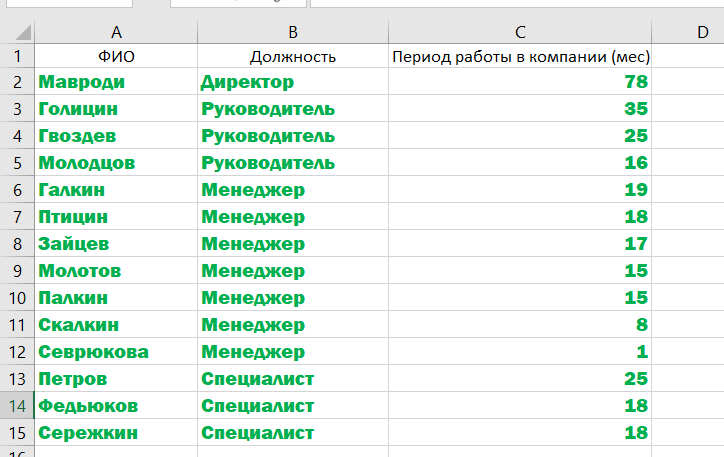 A B C D
1 ФИО Должность Период работы в компании (мес)
2 Мавроди Директор 78
3 Голицин Руководитель 35
4 Гвоздев Руководитель 25
5 Молодцов Руководитель 16
6 Галкин Менеджер 19
7 Птицин Менеджер 18
8 Зайцев Менеджер 17
9 Молотов Менеджер 15
10 Палкин Менеджер 15
11 Скалкин Менеджер 8
12 Севрюкова Менеджер 1
13 Петров Специалист 25
14 Федьюков Специалист 18
15 Сережкин Специалист 18